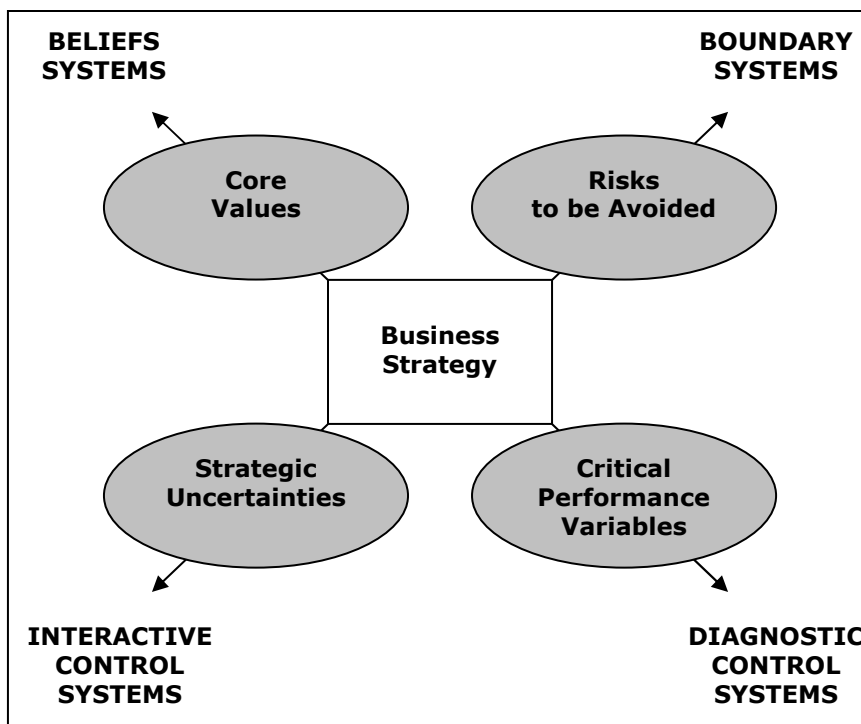 BELIEFS
SYSTEMS
BOUNDARY
SYSTEMS
Core
Values
Risks
to be Avoided
Business
Strategy
Strategic
Uncertainties
Critical
Performance
Variables
INTERACTIVE
CONTROL
SYSTEMS
DIAGNOSTIC
CONTROL
SYSTEMS